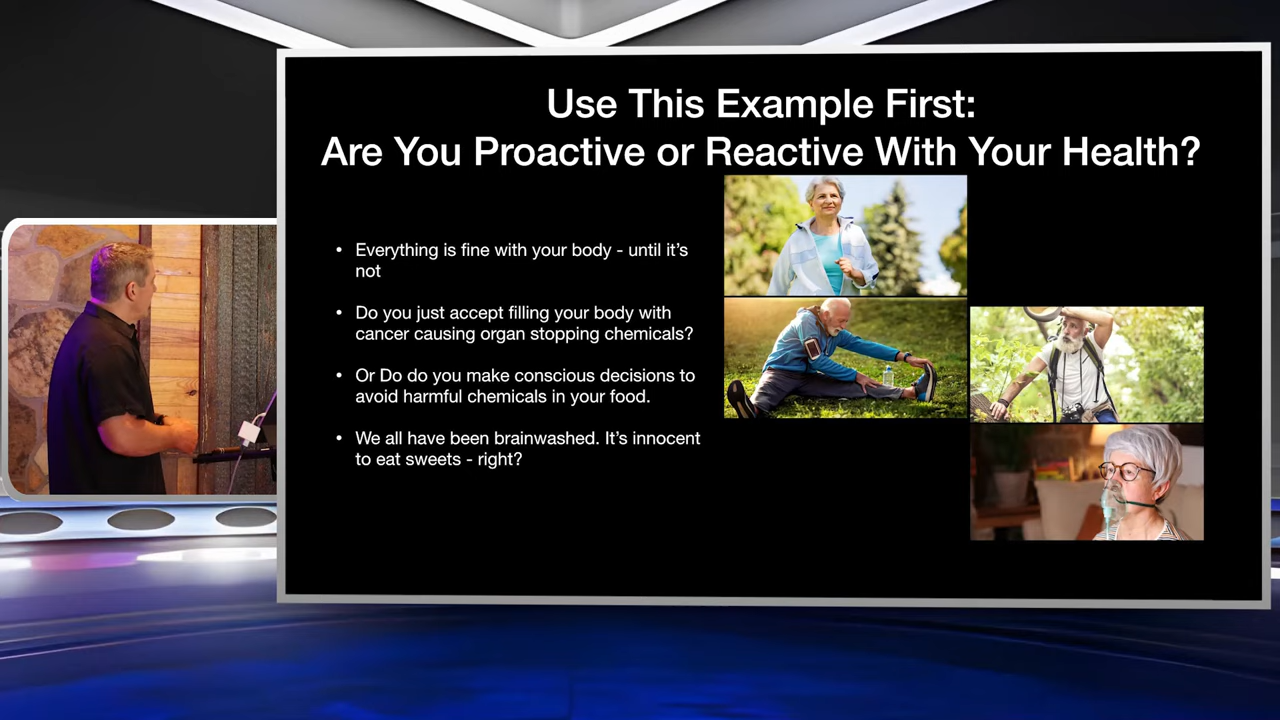 Use This Example First:
Are You Proactive or Reactive With Your Health?
• Everything is fine with your body - until it's
not
• Do you just accept filling your body with
cancer causing organ stopping chemicals?
• Or Do do you make conscious decisions to
avoid harmful chemicals in your food.
• We all have been brainwashed. It's innocent
to eat sweets - right?